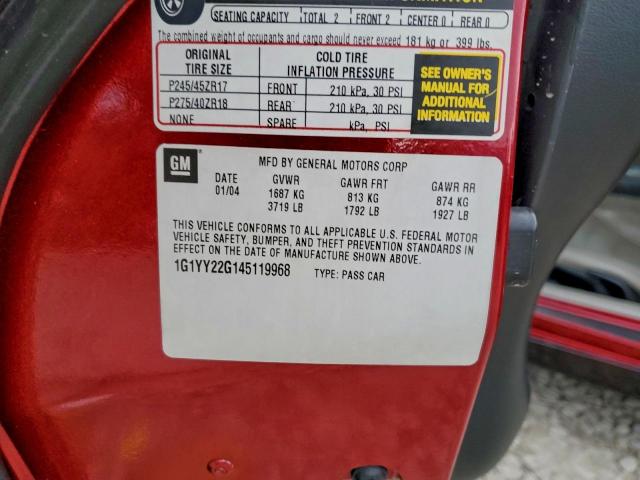 SEATING CAPACITY TOTAL 2 FRONT 2 CENTER 0 REAR 0
The combined weight of occupants and cargo should never exceed 181 kg or 399 lbs.
ORIGINAL TIRE SIZE COLD TIRE INFLATION PRESSURE
P245/45ZR17 FRONT 210 kPa, 30 PSI
P275/40ZR18 REAR 210 kPa, 30 PSI
NONE SPARE kPa, PSI
SEE OWNER'S
MANUAL FOR
ADDITIONAL
INFORMATION
GM
MFD BY GENERAL MOTORS CORP
DATE GVWR GAWR FRT GAWR RR
01/04 1687 KG 813 KG 874 KG
3719 LB 1792 LB 1927 LB
THIS VEHICLE CONFORMS TO ALL APPLICABLE U.S. FEDERAL MOTOR
VEHICLE SAFETY, BUMPER, AND THEFT PREVENTION STANDARDS IN
EFFECT ON THE DATE OF MANUFACTURE SHOWN ABOVE.
1G1YY22G145119968 TYPE: PASS CAR